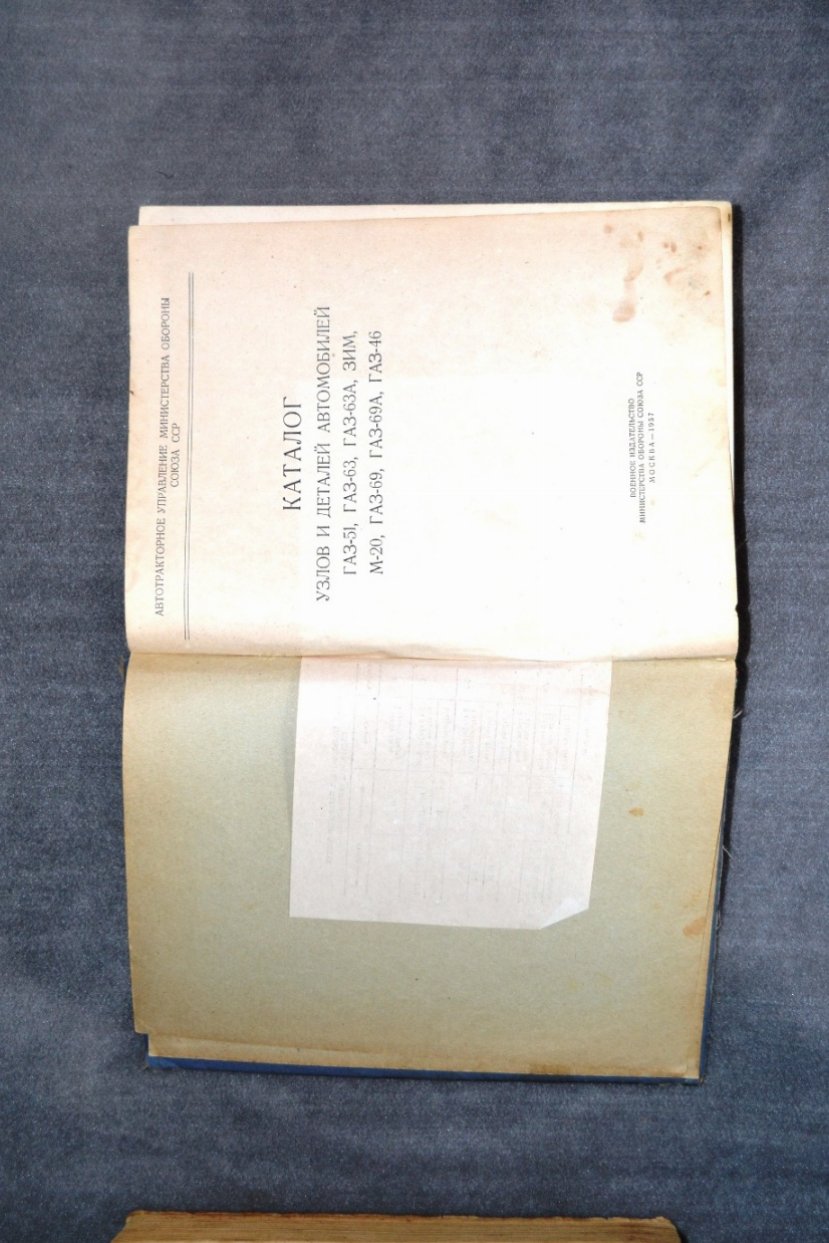 АВТОТРАКТОРНОЕ УПРАВЛЕНИЕ МИНИСТЕРСТВА ОБОРОНЫ
СОЮЗА ССР
КАТАЛОГ
УЗЛОВ И ДЕТАЛЕЙ АВТОМОБИЛЕЙ
ГАЗ-51, ГАЗ-63, ГАЗ-63А, ЗИМ,
М-20, ГАЗ-69, ГАЗ-69А, ГАЗ-46
ВОЕННОЕ ИЗДАТЕЛЬСТВО
МИНИСТЕРСТВА ОБОРОНЫ СОЮЗА ССР
МОСКВА — 1957